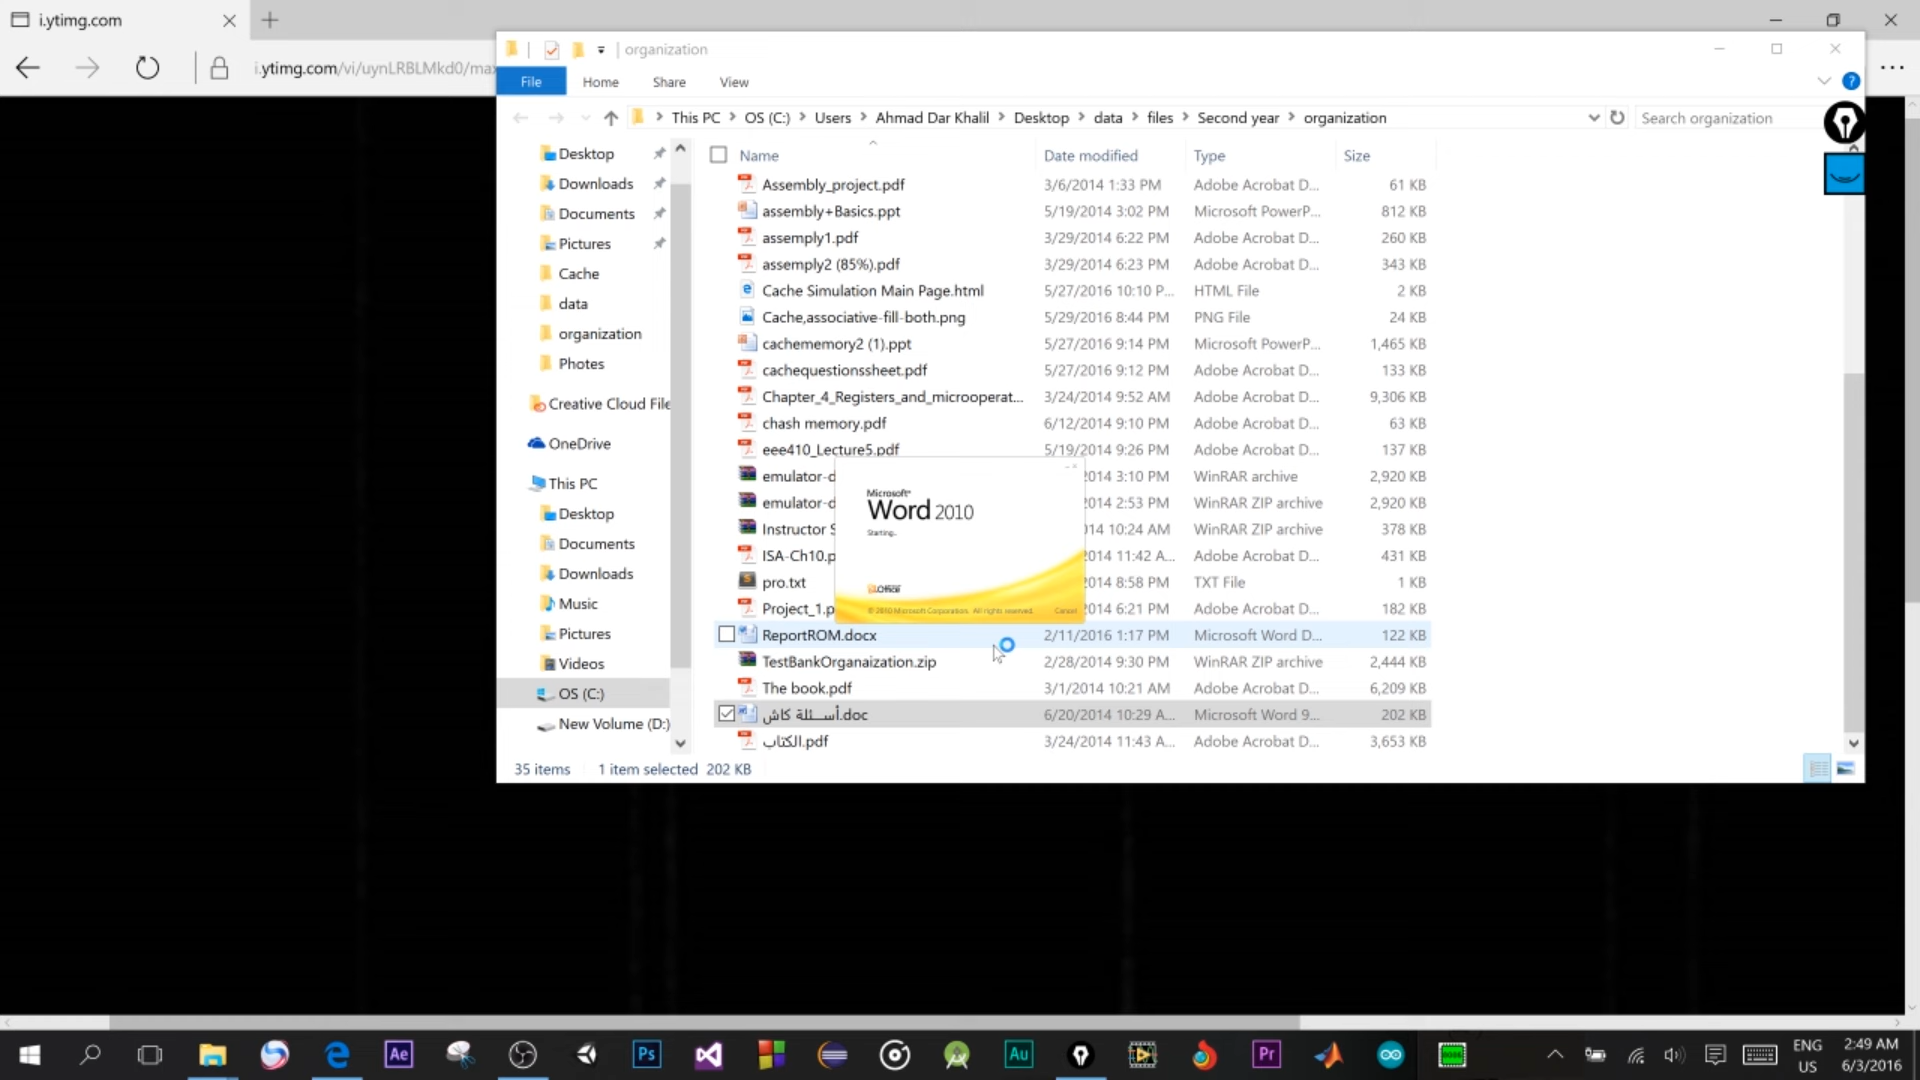 i.ytimg.com
i.ytimg.com/vi/uynLRBLMkd0/max
organization
File Home Share View
This PC OS (C:) Users Ahmad Dar Khalil Desktop data files Second year organization
Search organization
Name Date modified Type Size
Desktop
Downloads
Documents
Pictures
Cache
data
organization
Photos
Creative Cloud File
OneDrive
This PC
Desktop
Documents
Downloads
Music
Pictures
Videos
OS (C:)
New Volume (D:)
Assembly_project.pdf 3/6/2014 1:33 PM Adobe Acrobat D... 61 KB
assembly+Basics.ppt 5/19/2014 3:02 PM Microsoft PowerP... 812 KB
assemply1.pdf 3/29/2014 6:22 PM Adobe Acrobat D... 260 KB
assemply2 (85%).pdf 3/29/2014 6:23 PM Adobe Acrobat D... 343 KB
Cache Simulation Main Page.html 5/27/2016 10:10 P... HTML File 2 KB
Cache,associative-fill-both.png 5/29/2016 8:44 PM PNG File 24 KB
cachememory2 (1).ppt 5/27/2016 9:14 PM Microsoft PowerP... 1,465 KB
cachequestionssheet.pdf 5/27/2016 9:12 PM Adobe Acrobat D... 133 KB
Chapter_4_Registers_and_microoperat... 3/24/2014 9:52 AM Adobe Acrobat D... 9,306 KB
chash memory.pdf 6/12/2014 9:10 PM Adobe Acrobat D... 63 KB
eee410_Lecture5.pdf 5/19/2014 9:26 PM Adobe Acrobat D... 137 KB
emulator-d 2014 3:10 PM WinRAR archive 2,920 KB
emulator-d 2014 2:53 PM WinRAR ZIP archive 2,920 KB
Instructor S 014 10:24 AM WinRAR ZIP archive 378 KB
ISA-Ch10.p 2014 11:42 A... Adobe Acrobat D... 431 KB
pro.txt 2014 8:58 PM TXT File 1 KB
Project_1.p 2014 6:21 PM Adobe Acrobat D... 182 KB
ReportROM.docx 2/11/2016 1:17 PM Microsoft Word D... 122 KB
TestBankOrganaization.zip 2/28/2014 9:30 PM WinRAR ZIP archive 2,444 KB
The book.pdf 3/1/2014 10:21 AM Adobe Acrobat D... 6,209 KB
أســئلة كاش.doc 6/20/2014 10:29 A... Microsoft Word 9... 202 KB
الكتاب.pdf 3/24/2014 11:43 A... Adobe Acrobat D... 3,653 KB
Microsoft®
Word 2010
Starting...
Office
© 2010 Microsoft Corporation. All rights reserved. Cancel
35 items 1 item selected 202 KB
Ae Ps Au Pr
ENG
US
2:49 AM
6/3/2016